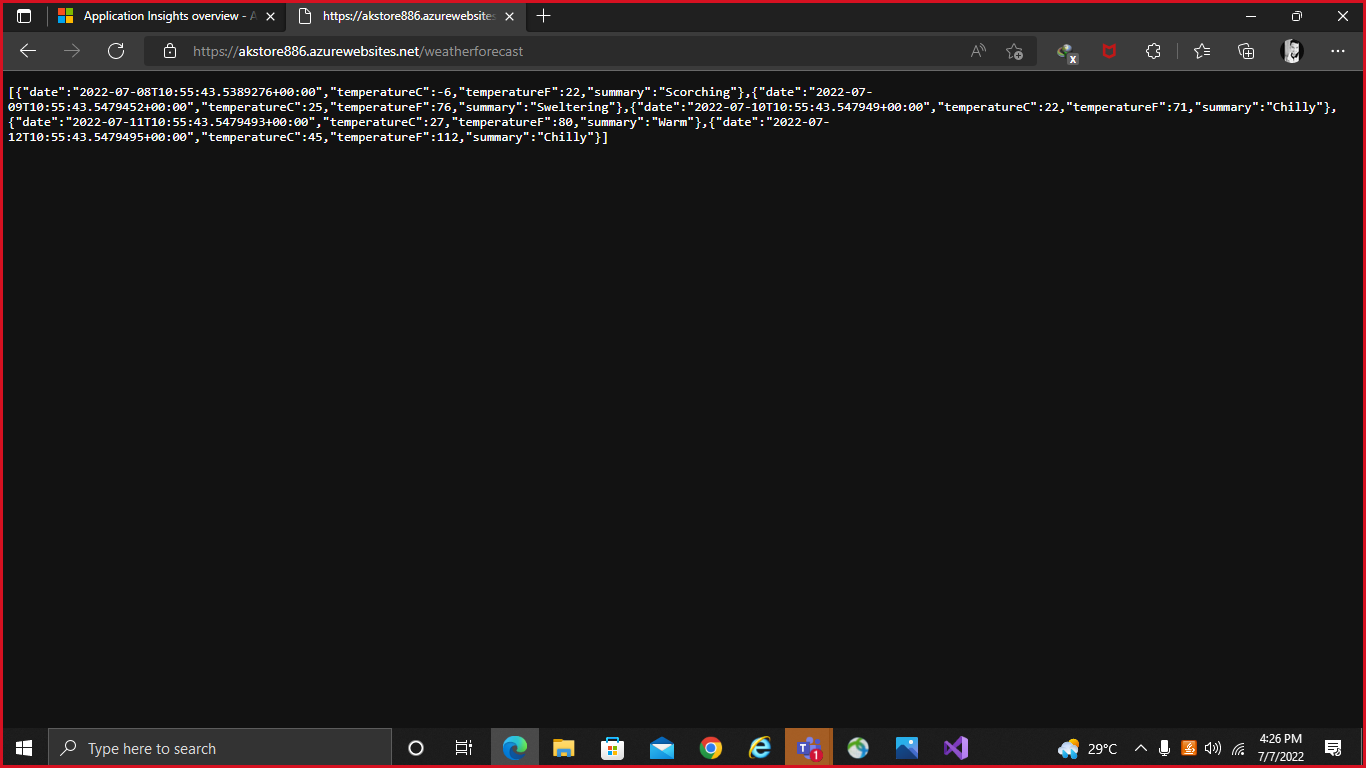 Application Insights overview - A
https://akstore886.azurewebsites
https://akstore886.azurewebsites.net/weatherforecast
[{"date":"2022-07-08T10:55:43.5389276+00:00","temperatureC":-6,"temperatureF":22,"summary":"Scorching"},{"date":"2022-07-
09T10:55:43.5479452+00:00","temperatureC":25,"temperatureF":76,"summary":"Sweltering"},{"date":"2022-07-10T10:55:43.547949+00:00","temperatureC":22,"temperatureF":71,"summary":"Chilly"},
{"date":"2022-07-11T10:55:43.5479493+00:00","temperatureC":27,"temperatureF":80,"summary":"Warm"},{"date":"2022-07-
12T10:55:43.5479495+00:00","temperatureC":45,"temperatureF":112,"summary":"Chilly"}]
Type here to search
29°C
4:26 PM
7/7/2022